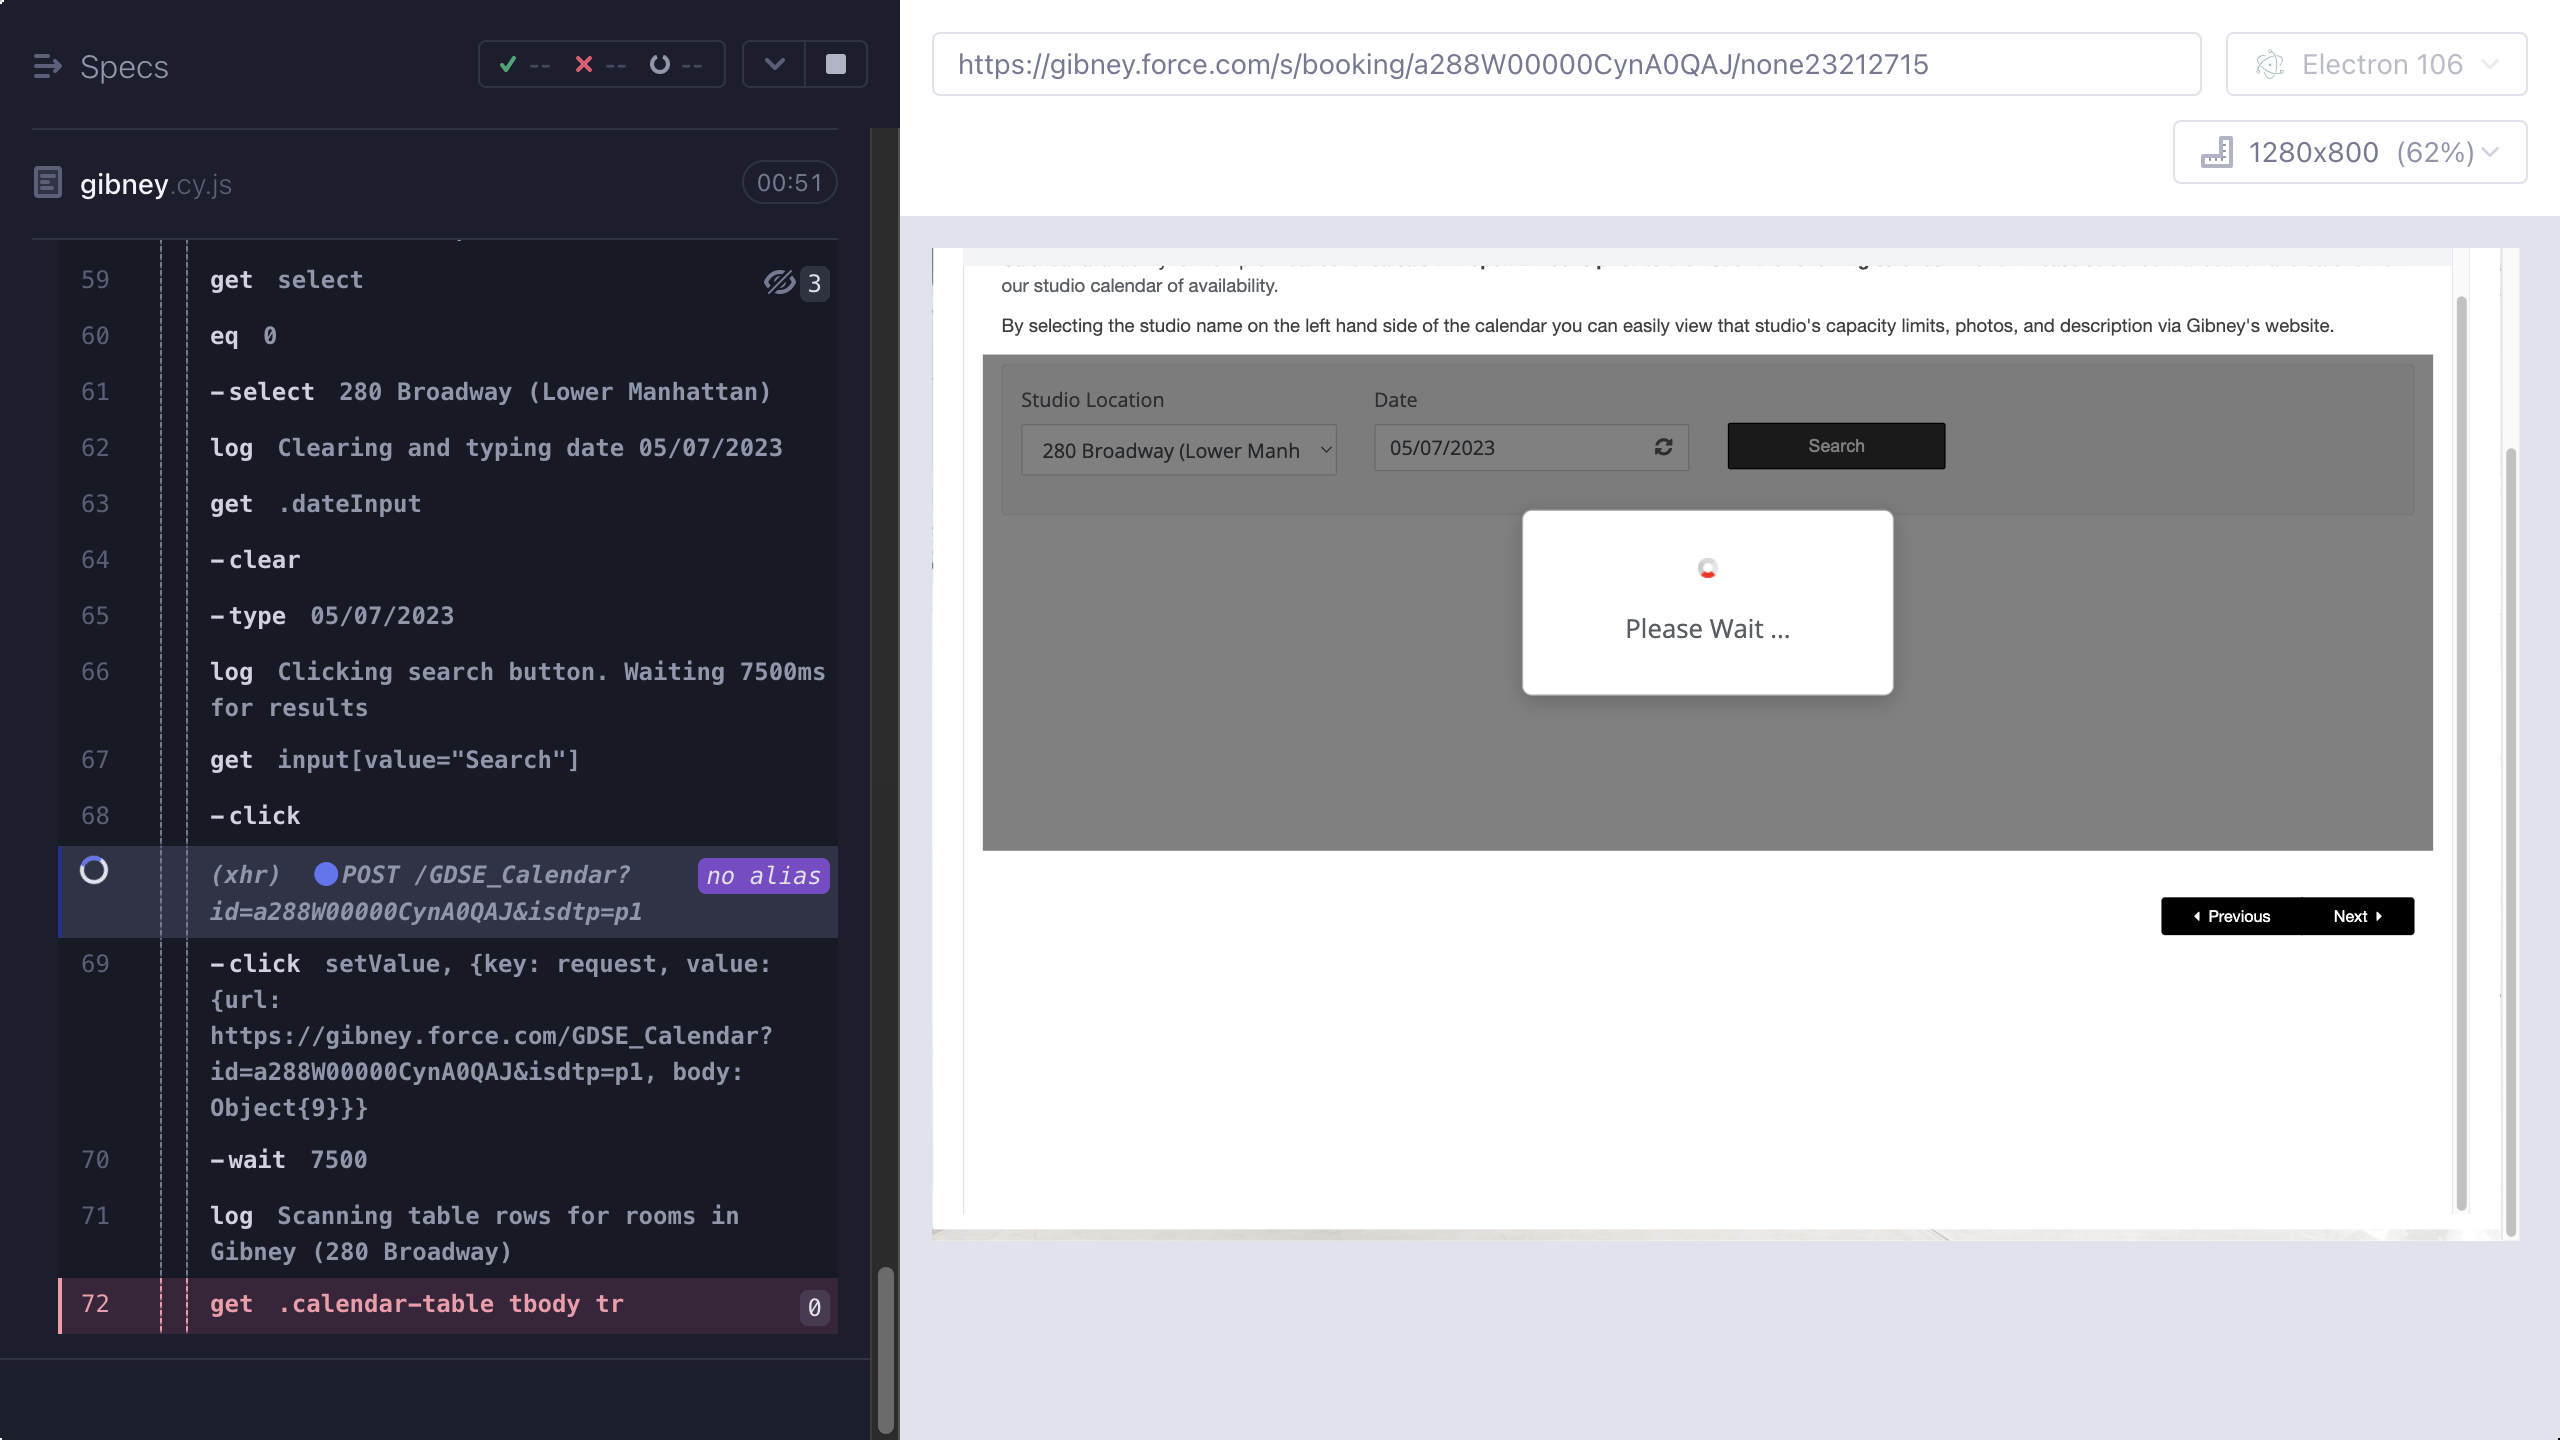 Specs
--
--
--
gibney.cy.js
00:51
59 get select 3
60 eq 0
61 -select 280 Broadway (Lower Manhattan)
62 log Clearing and typing date 05/07/2023
63 get .dateInput
64 -clear
65 -type 05/07/2023
66 log Clicking search button. Waiting 7500ms
for results
67 get input[value="Search"]
68 -click
(xhr) POST /GDSE_Calendar? no alias
id=a288W00000CynA0QAJ&isdtp=p1
69 -click setValue, {key: request, value:
{url:
https://gibney.force.com/GDSE_Calendar?
id=a288W00000CynA0QAJ&isdtp=p1, body:
Object{9}}}
70 -wait 7500
71 log Scanning table rows for rooms in
Gibney (280 Broadway)
72 get .calendar-table tbody tr 0
https://gibney.force.com/s/booking/a288W00000CynA0QAJ/none23212715
Electron 106
1280x800 (62%)
our studio calendar of availability.
By selecting the studio name on the left hand side of the calendar you can easily view that studio's capacity limits, photos, and description via Gibney's website.
Studio Location
Date
280 Broadway (Lower Manh
05/07/2023
Search
Please Wait ...
Previous
Next